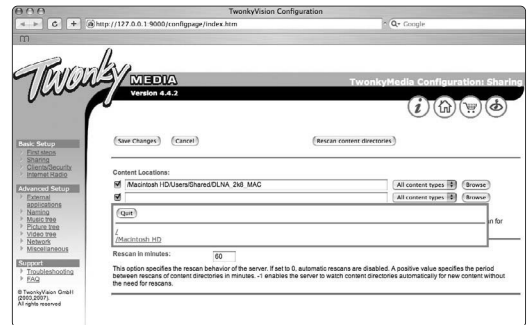 TwonkyVision Configuration
http://127.0.0.1:9000/configpage/index.htm
Q- Google
Twonky
MEDIA
Version 4.4.2
TwonkyMedia Configuration: Sharing
Save Changes
Cancel
Rescan content directories
Basic Setup
First steps
Sharing
Clients/Security
Internet Radio
Content Locations:
/Macintosh HD/Users/Shared/DLNA_2k8_MAC
All content types
Browse
All content types
Browse
Advanced Setup
External
applications
Naming
Music tree
Picture tree
Video tree
Network
Miscellaneous
Quit
/
/Macintosh HD
n for
Rescan in minutes:
60
Support
Troubleshooting
FAQ
This option specifies the rescan behavior of the server. If set to 0, automatic rescans are disabled. A positive value specifies the period
between rescans of content directories in minutes. -1 enables the server to watch content directories automatically for new content without
the need for rescans.
© TwonkyVision GmbH
(2003,2007).
All rights reserved